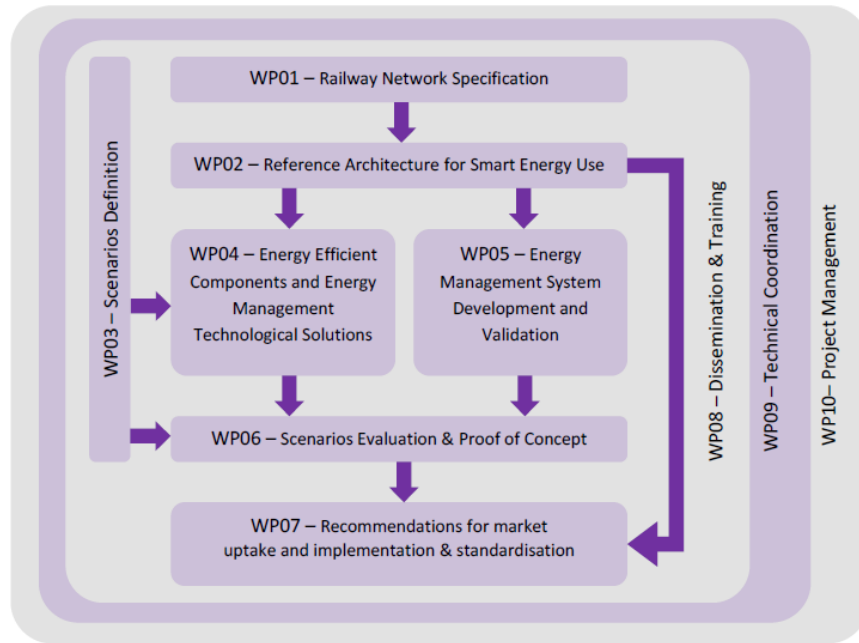 WP01 – Railway Network Specification
WP02 – Reference Architecture for Smart Energy Use
WP03 – Scenarios Definition
WP04 – Energy Efficient
Components and Energy
Management
Technological Solutions
WP05 – Energy
Management System
Development and
Validation
WP06 – Scenarios Evaluation & Proof of Concept
WP07 – Recommendations for market
uptake and implementation & standardisation
WP08 – Dissemination & Training
WP09 – Technical Coordination
WP10– Project Management